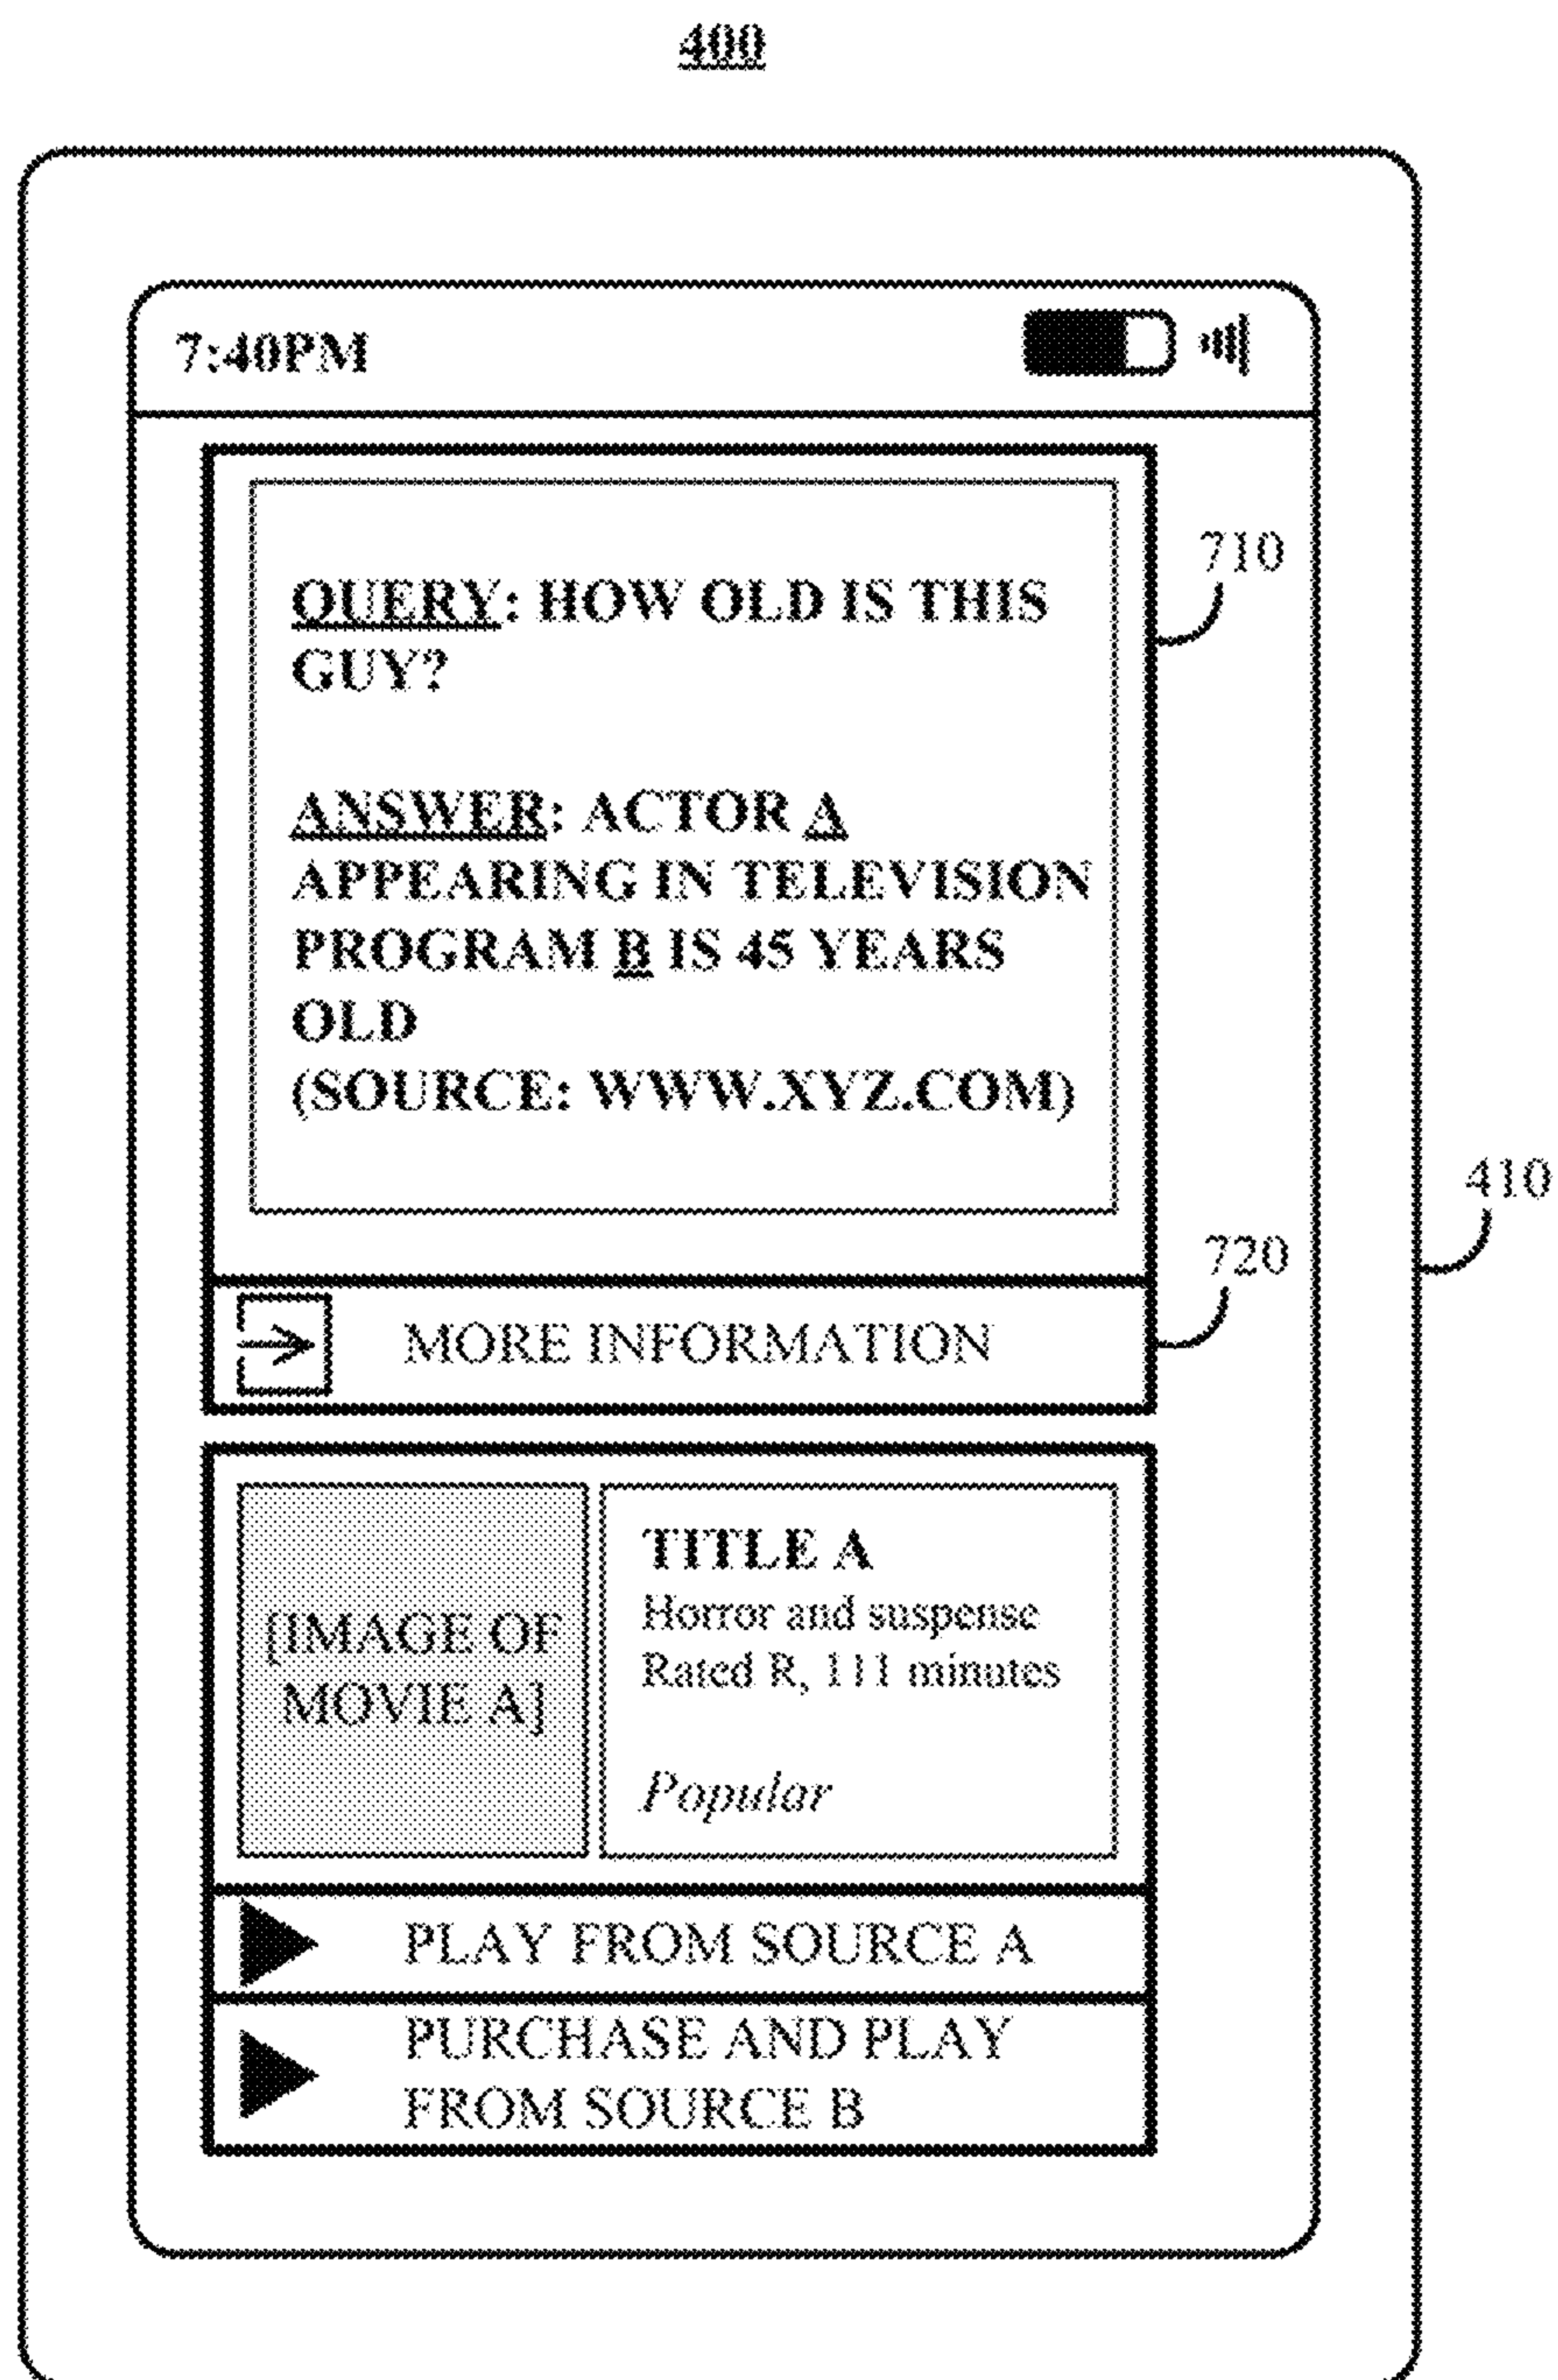 400
7:40PM
QUERY: HOW OLD IS THIS
GUY?
710
ANSWER: ACTOR A
APPEARING IN TELEVISION
PROGRAM B IS 45 YEARS
OLD
(SOURCE: WWW.XYZ.COM)
410
720
MORE INFORMATION
[IMAGE OF
MOVIE A]
TITLE A
Horror and suspense
Rated R, 111 minutes
Popular
PLAY FROM SOURCE A
PURCHASE AND PLAY
FROM SOURCE B